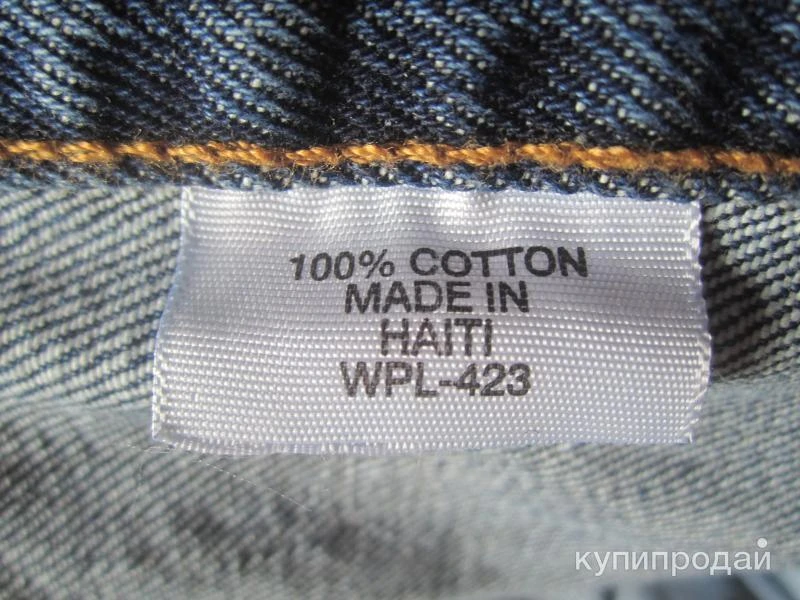 100% COTTON
MADE IN
HAITI
WPL-423
купипродай